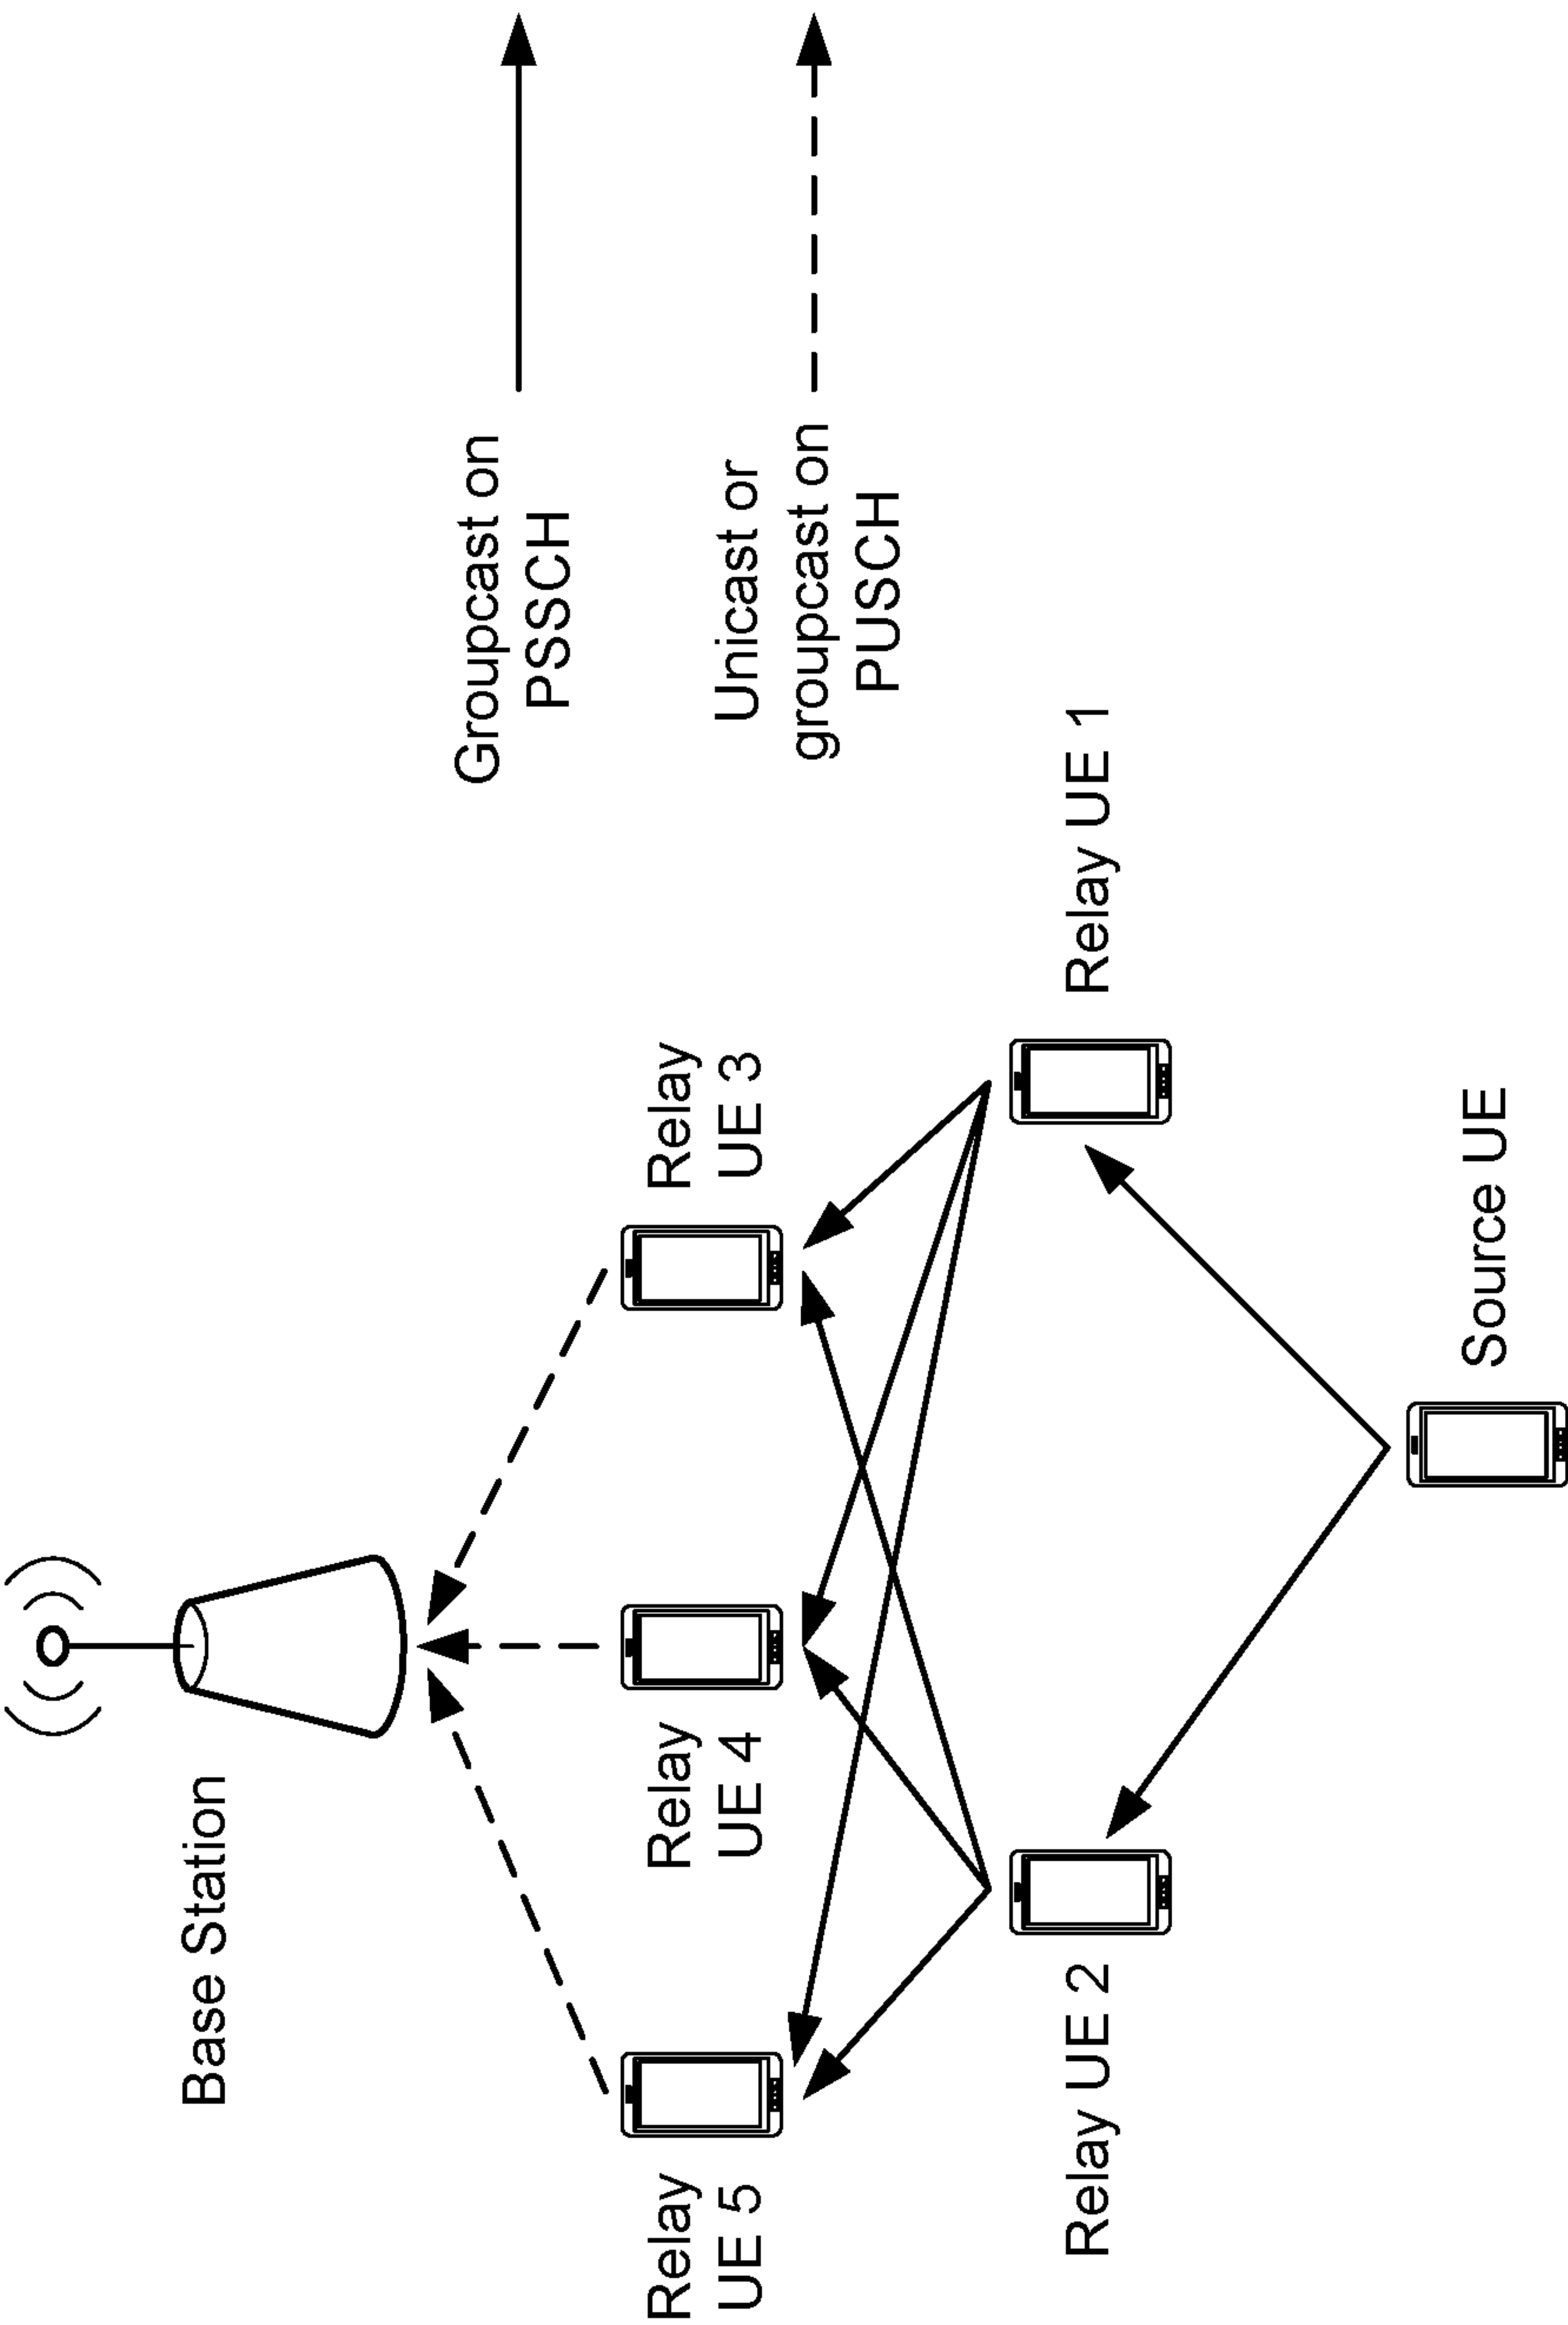 Base Station
Relay
UE 5
Relay
UE 4
Relay
UE 3
Relay UE 2
Relay UE 1
Source UE
Groupcast on
PSSCH
Unicast or
groupcast on
PUSCH